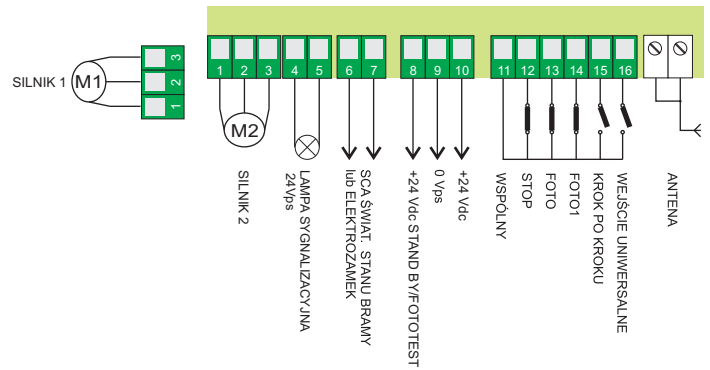 SILNIK 1
M1
3
2
1
1 2 3 4 5 6 7 8 9 10 11 12 13 14 15 16
M2
SILNIK 2
LAMPA SYGNALIZACYJNA
24Vps
SCA ŚWIAT. STANU BRAMY
lub ELEKTROZAMEK
+24 Vdc STAND BY/FOTOTEST
0 Vps
+24 Vdc
WSPÓLNY
STOP
FOTO
FOTO1
KROK PO KROKU
WEJŚCIE UNIWERSALNE
ANTENA